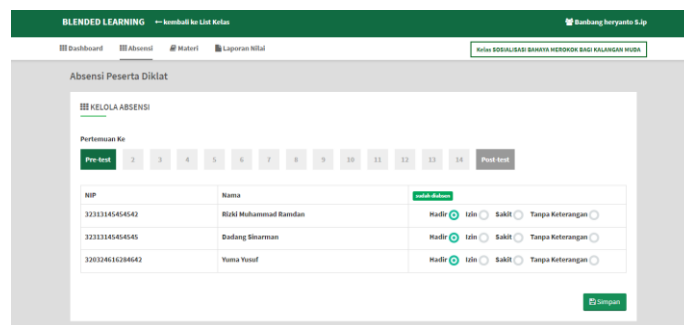 BLENDED LEARNING ← kembali ke List Kelas Banbang heryanto S.ip
Dashboard Absensi Materi Laporan Nilai Kelas SOSIALISASI BAHAYA MEROKOK BAGI KALANGAN MUDA
Absensi Peserta Diklat
KELOLA ABSENSI
Pertemuan Ke
Pre-test 2 3 4 5 6 7 8 9 10 11 12 13 14 Post-test
NIP Nama sudah diabsen
32313145454542 Rizki Muhammad Ramdan Hadir Izin Sakit Tanpa Keterangan
32313145454545 Dadang Sinarman Hadir Izin Sakit Tanpa Keterangan
320324616284642 Yuma Yusuf Hadir Izin Sakit Tanpa Keterangan
Simpan